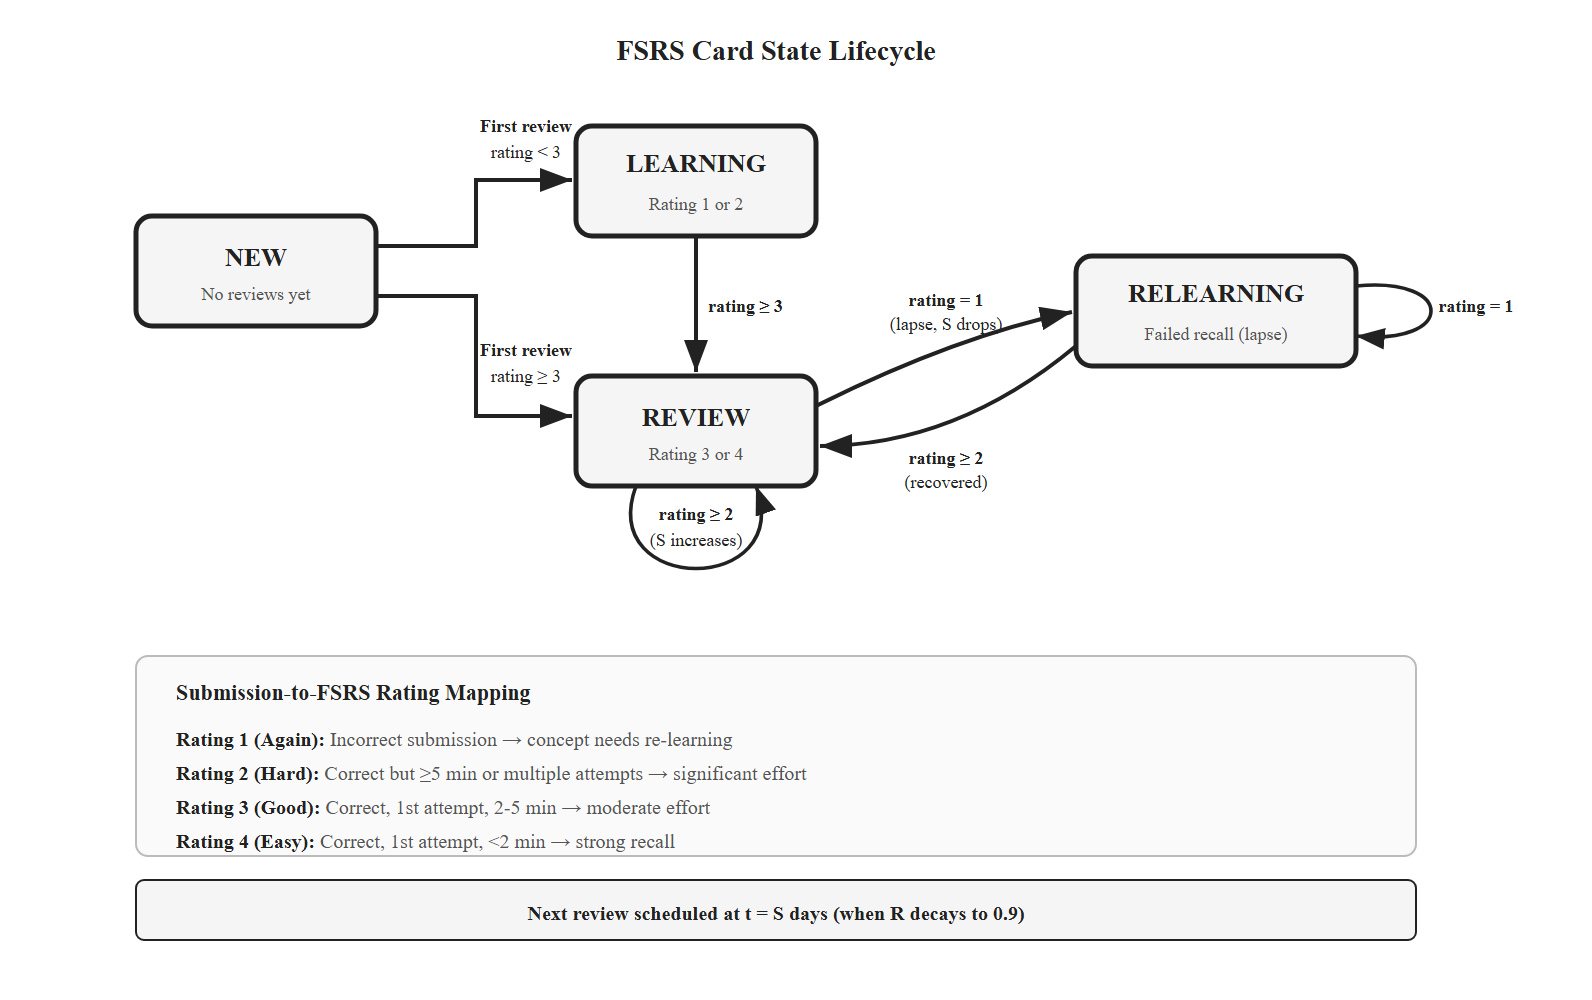 FSRS Card State Lifecycle
First review
rating < 3
LEARNING
Rating 1 or 2
NEW
No reviews yet
rating ≥ 3
First review
rating ≥ 3
REVIEW
Rating 3 or 4
rating ≥ 2
(S increases)
rating = 1
(lapse, S drops)
RELEARNING
Failed recall (lapse)
rating = 1
rating ≥ 2
(recovered)
Submission-to-FSRS Rating Mapping
Rating 1 (Again): Incorrect submission → concept needs re-learning
Rating 2 (Hard): Correct but ≥5 min or multiple attempts → significant effort
Rating 3 (Good): Correct, 1st attempt, 2-5 min → moderate effort
Rating 4 (Easy): Correct, 1st attempt, <2 min → strong recall
Next review scheduled at t = S days (when R decays to 0.9)